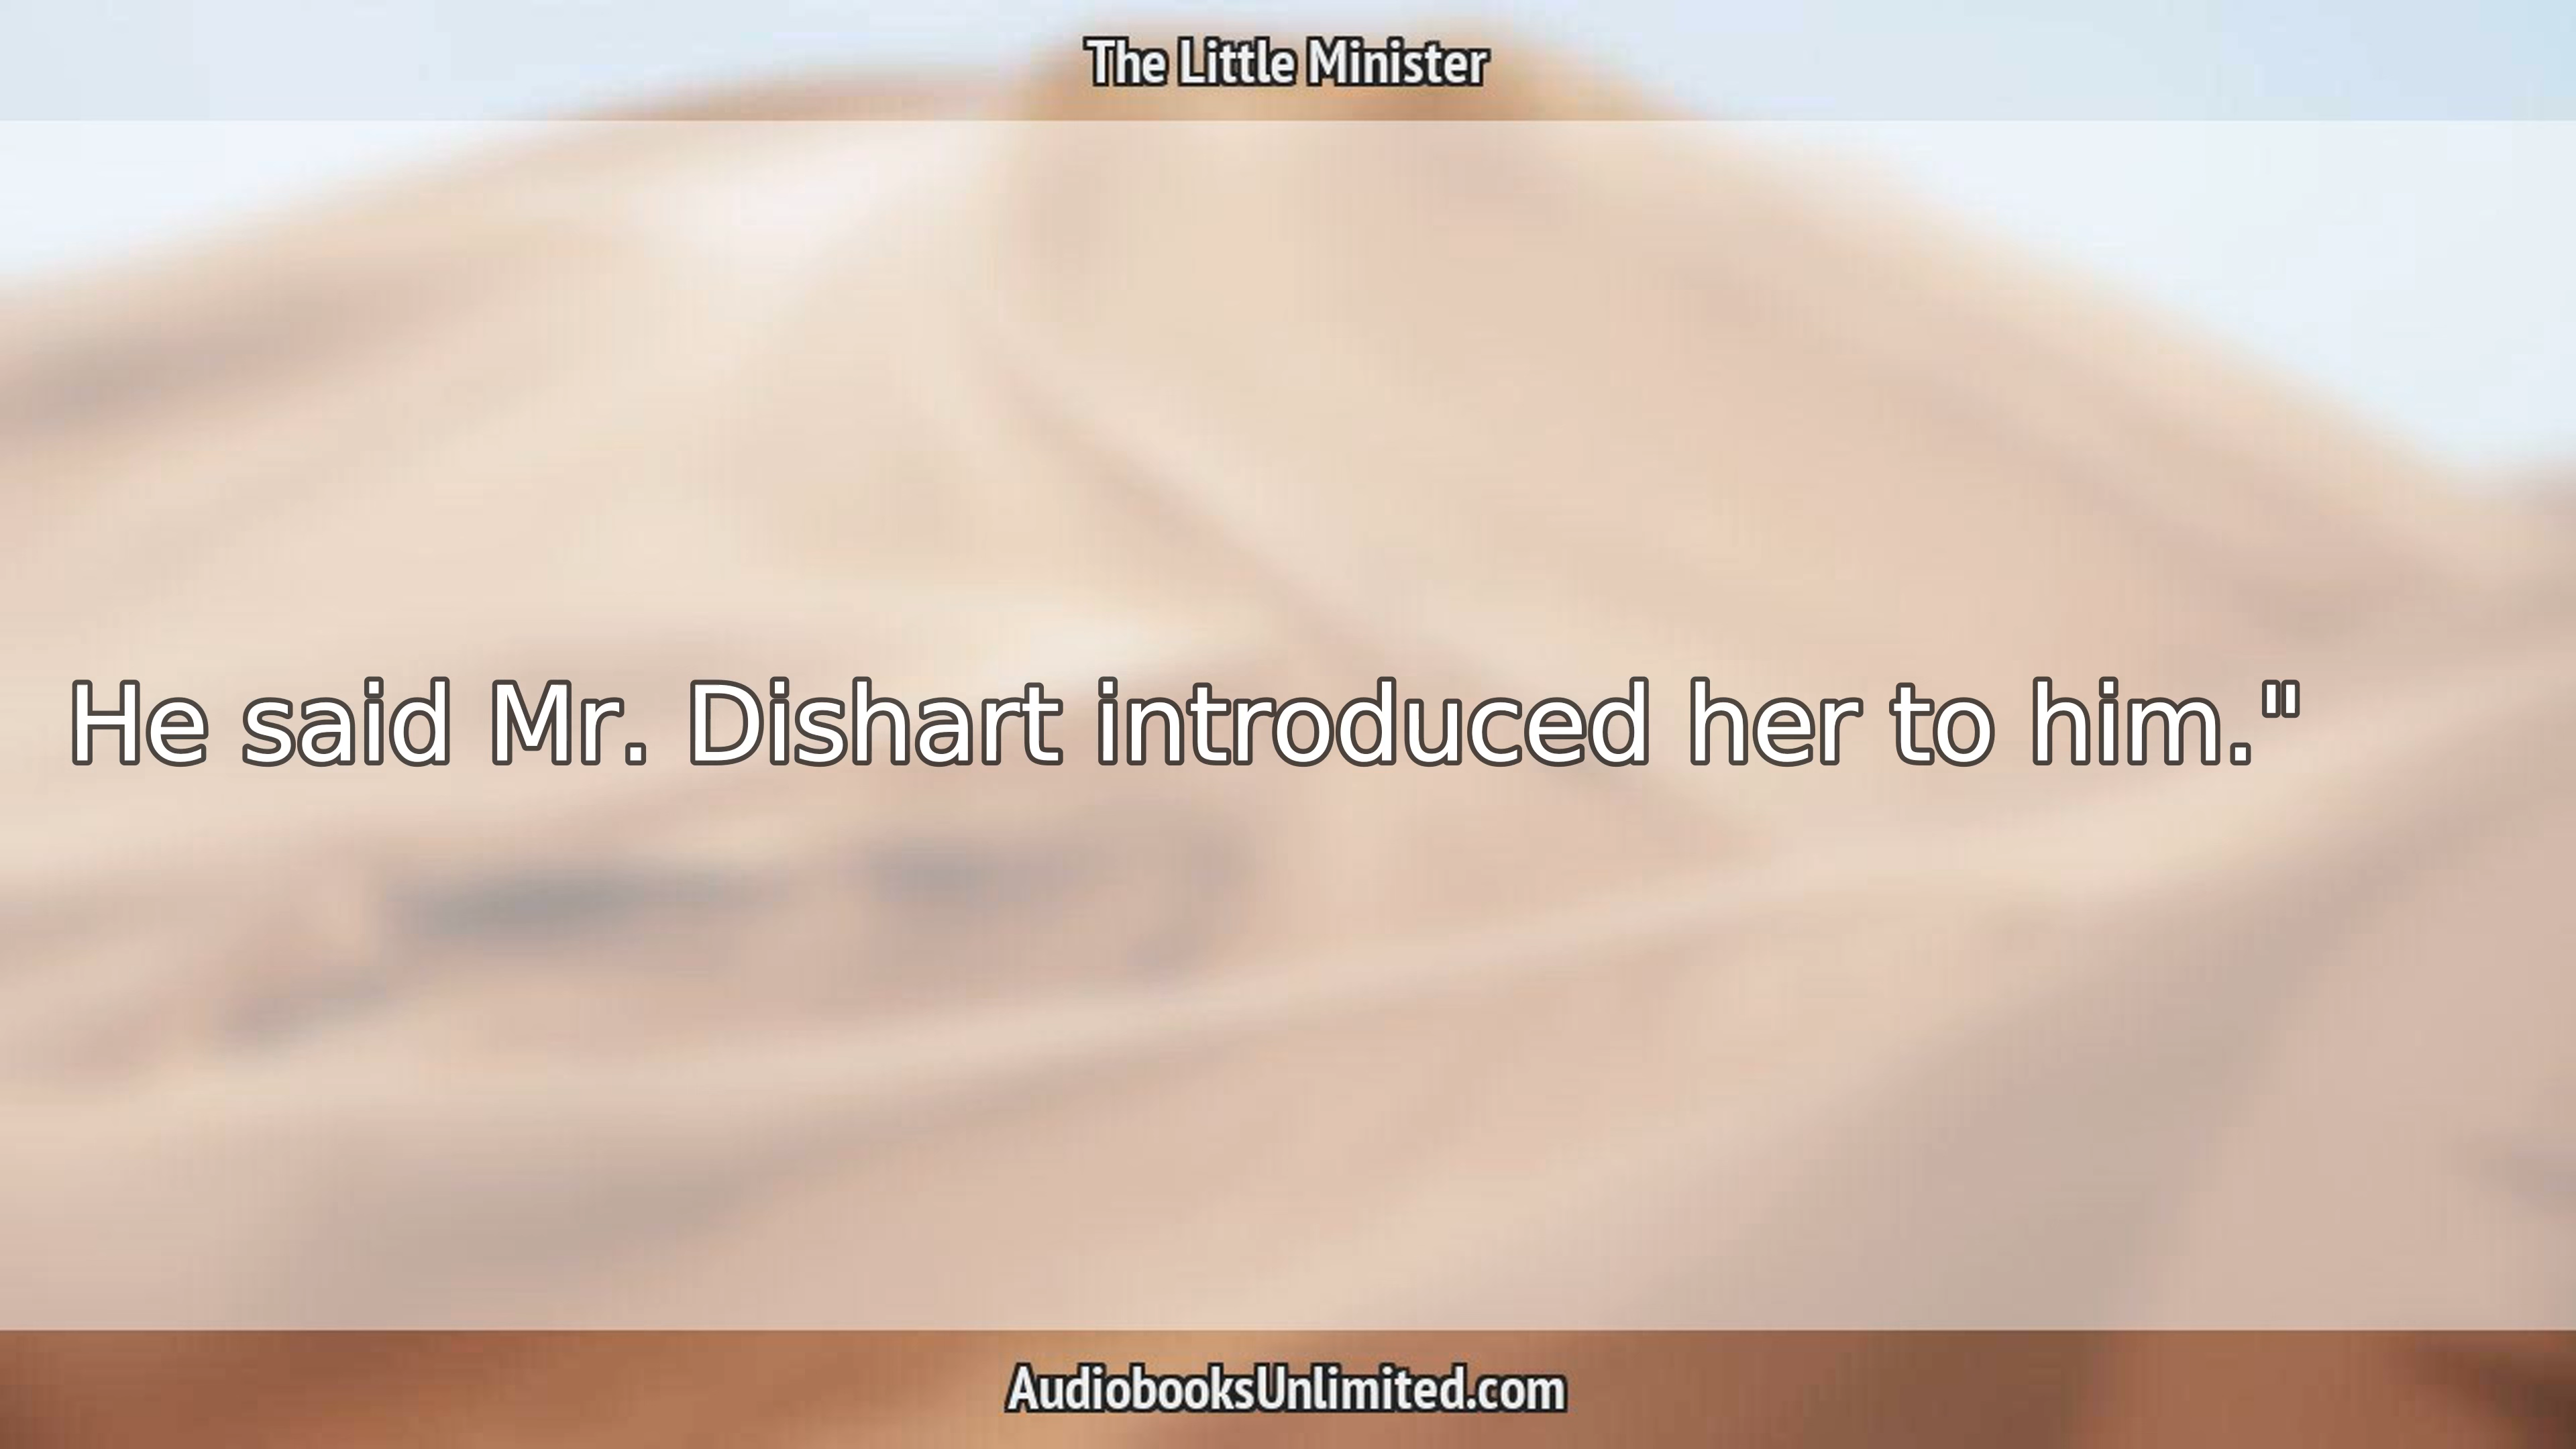 The Little Minister
He said Mr. Dishart introduced her to him."
AudiobooksUnlimited.com